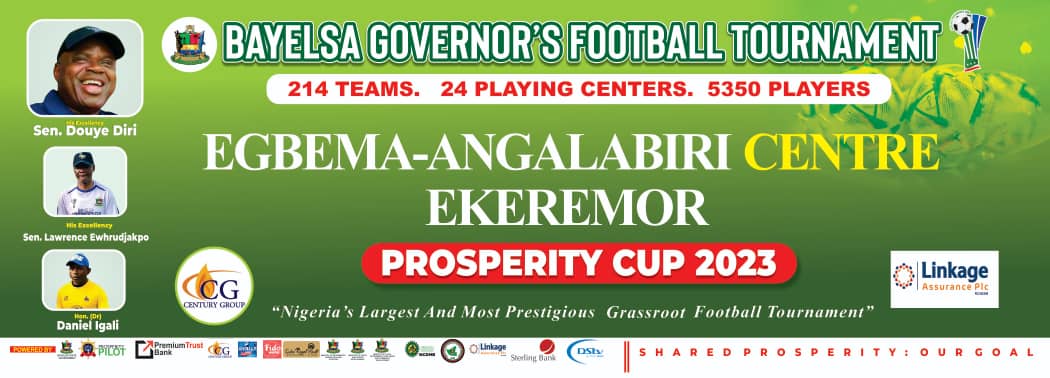 BAYELSA GOVERNOR'S FOOTBALL TOURNAMENT
214 TEAMS. 24 PLAYING CENTERS. 5350 PLAYERS
His Excellency
Sen. Douye Diri
EGBEMA-ANGALABIRI CENTRE
EKEREMOR
His Excellency
Sen. Lawrence Ewhrudjakpo
PROSPERITY CUP 2023
Hon. (Dr)
Daniel Igali
CG
CENTURY GROUP
Linkage
Assurance Plc
"Nigeria's Largest And Most Prestigious Grassroot Football Tournament"
POWERED BY:
PILOT
PremiumTrust
Bank
CG
Linkage
Sterling Bank
DStv
SHARED PROSPERITY: OUR GOAL